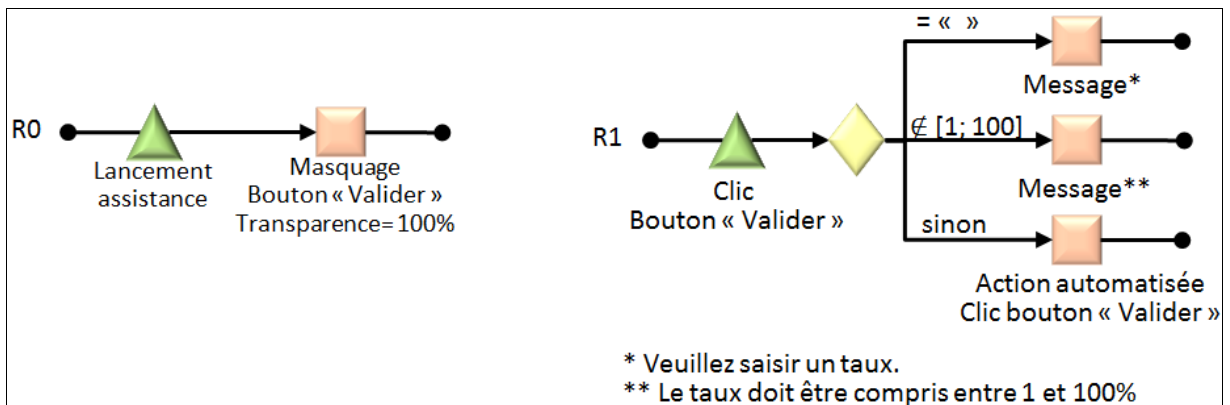 R0
Lancement
assistance
Masquage
Bouton « Valider »
Transparence= 100%
R1
Clic
Bouton « Valider »
= «  »
Message*
∉ [1; 100]
Message**
sinon
Action automatisée
Clic bouton « Valider »
* Veuillez saisir un taux.
** Le taux doit être compris entre 1 et 100%